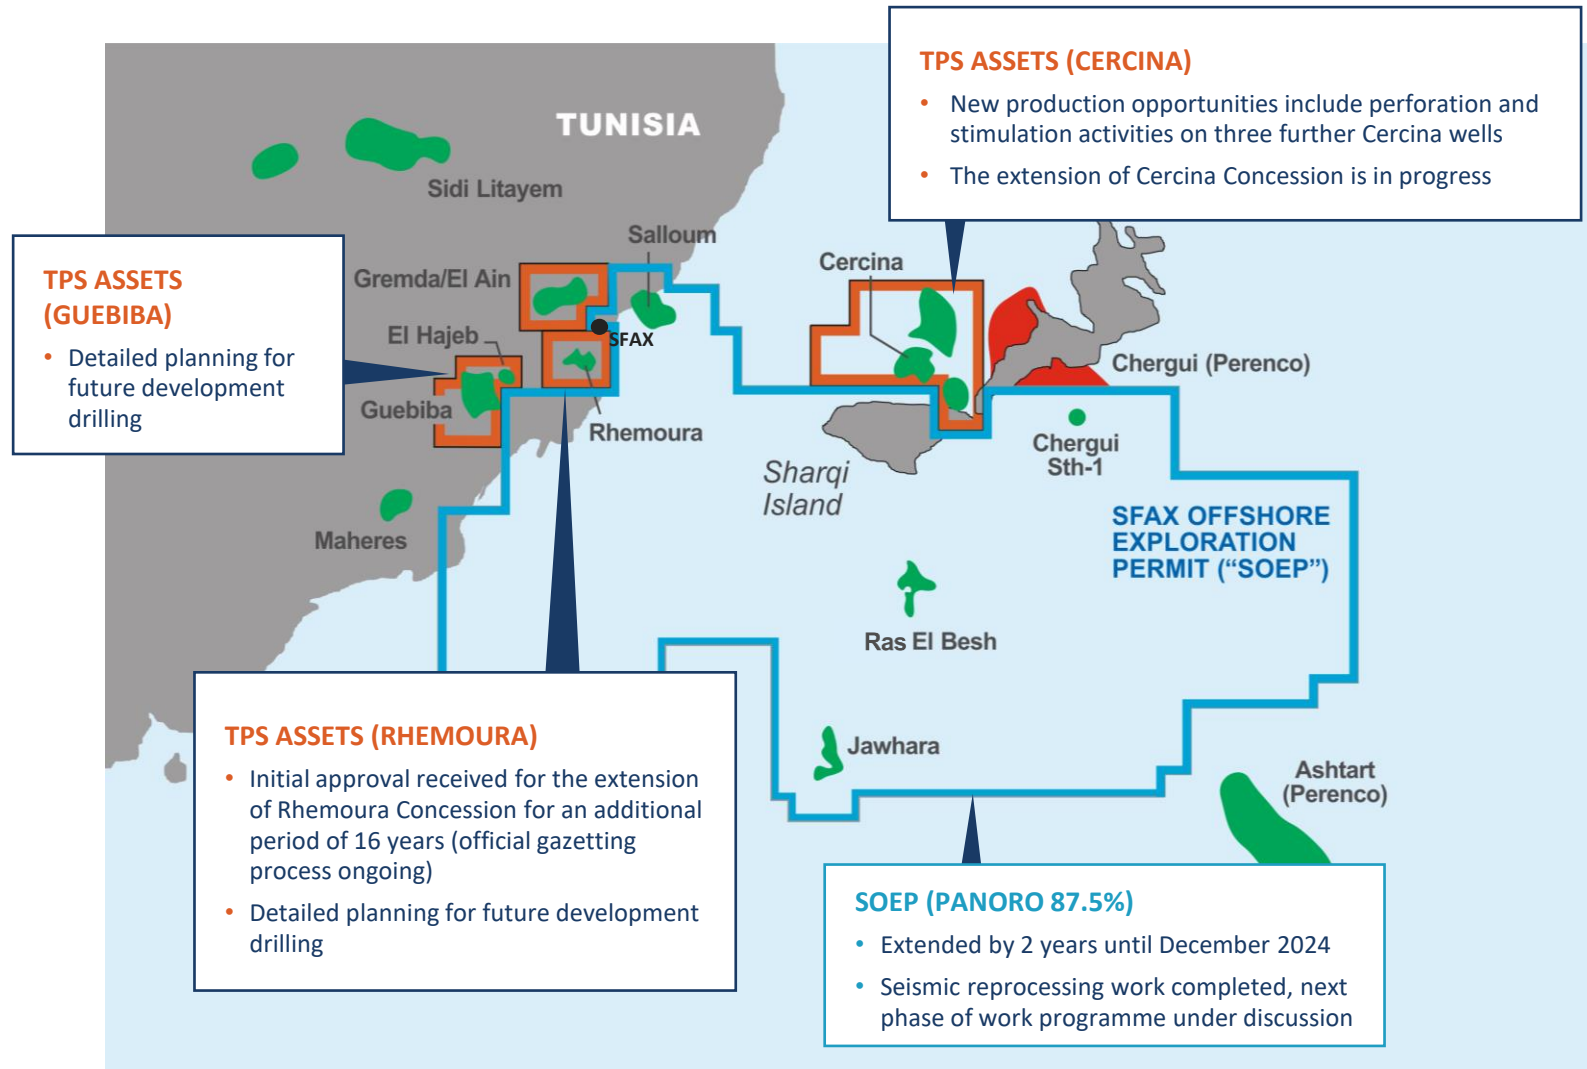 TPS ASSETS (CERCINA)
• New production opportunities include perforation and
stimulation activities on three further Cercina wells
• The extension of Cercina Concession is in progress
TUNISIA
Sidi Litayem
Salloum
TPS ASSETS
(GUEBIBA)
• Detailed planning for
future development
drilling
Gremda/El Ain
Cercina
El Hajeb
SFAX
Chergui (Perenco)
Guebiba
Rhemoura
Chergui
Sth-1
Sharqi
Island
Maheres
SFAX OFFSHORE
EXPLORATION
PERMIT (“SOEP”)
Ras El Besh
TPS ASSETS (RHEMOURA)
• Initial approval received for the extension
of Rhemoura Concession for an additional
period of 16 years (official gazetting
process ongoing)
• Detailed planning for future development
drilling
Jawhara
Ashtart
(Perenco)
SOEP (PANORO 87.5%)
• Extended by 2 years until December 2024
• Seismic reprocessing work completed, next
phase of work programme under discussion